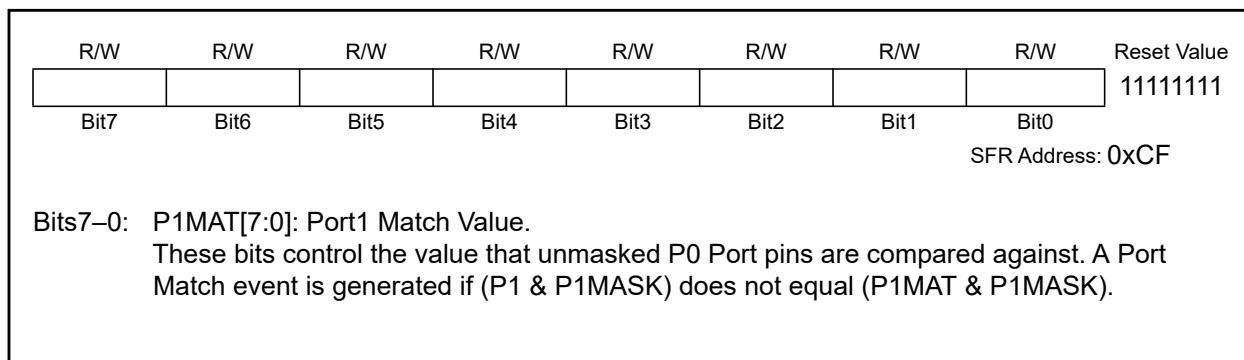 R/W R/W R/W R/W R/W R/W R/W R/W Reset Value
11111111
Bit7 Bit6 Bit5 Bit4 Bit3 Bit2 Bit1 Bit0
SFR Address: 0xCF
Bits7–0: P1MAT[7:0]: Port1 Match Value.
These bits control the value that unmasked P0 Port pins are compared against. A Port
Match event is generated if (P1 & P1MASK) does not equal (P1MAT & P1MASK).